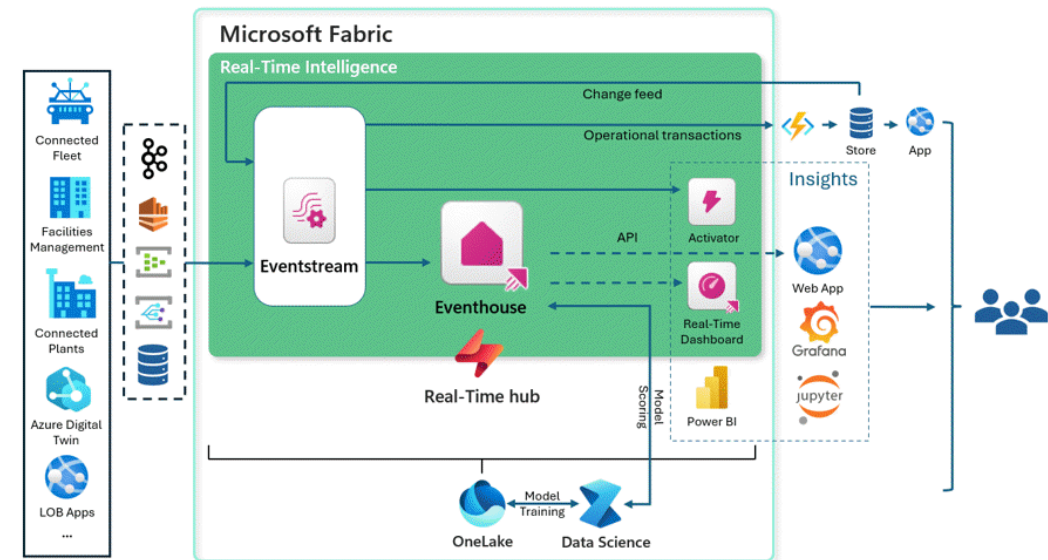 Microsoft Fabric
Real-Time Intelligence
Connected
Fleet
Facilities
Management
Connected
Plants
Azure Digital
Twin
LOB Apps
...
Eventstream
Eventhouse
Real-Time hub
Change feed
Operational transactions
API
Activator
Real-Time
Dashboard
Power BI
Store
App
Insights
Web App
Grafana
jupyter
Model
Scoring
Model
Training
OneLake
Data Science